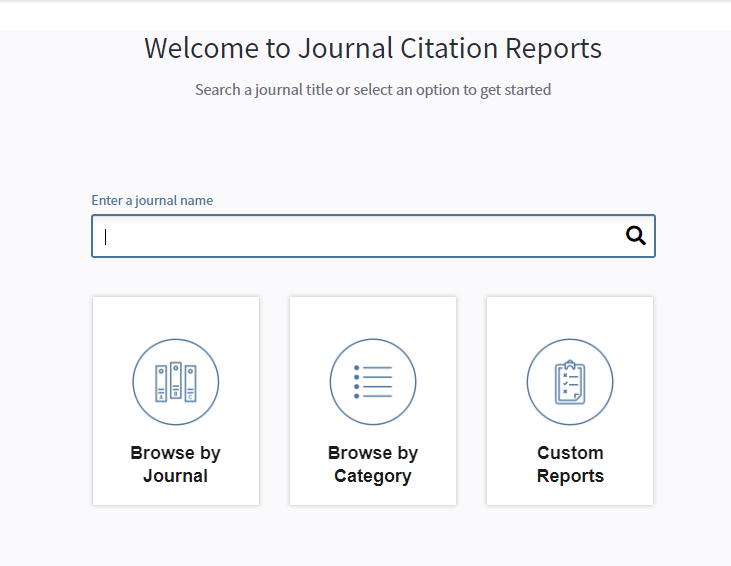 Welcome to Journal Citation Reports
Search a journal title or select an option to get started
Enter a journal name
Browse by
Journal
Browse by
Category
Custom
Reports